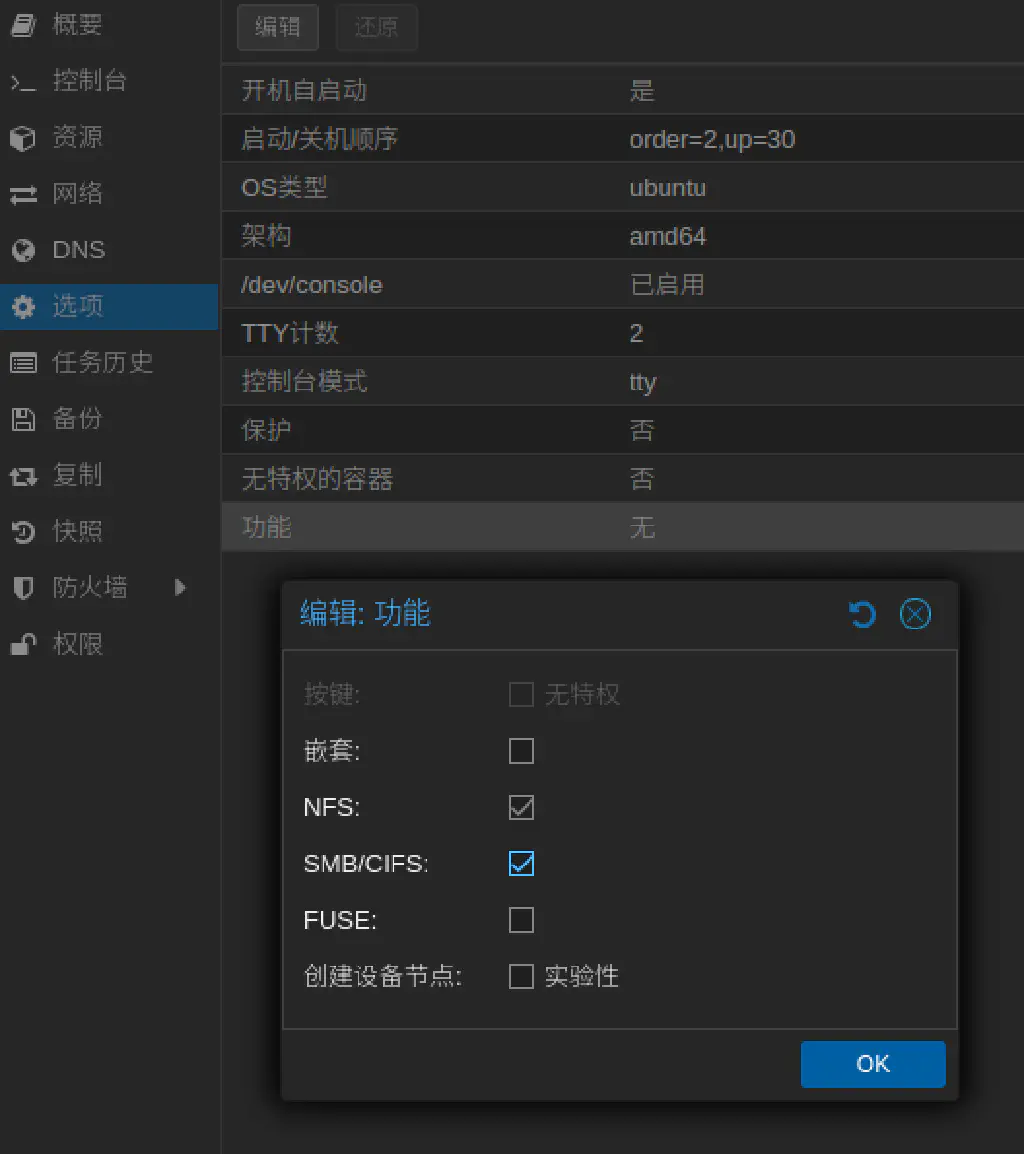 概要
控制台
资源
网络
DNS
选项
任务历史
备份
复制
快照
防火墙
权限
编辑 还原
开机自启动 是
启动/关机顺序 order=2,up=30
OS类型 ubuntu
架构 amd64
/dev/console 已启用
TTY计数 2
控制台模式 tty
保护 否
无特权的容器 否
功能 无
编辑: 功能
按键: 无特权
嵌套:
NFS:
SMB/CIFS:
FUSE:
创建设备节点: 实验性
OK